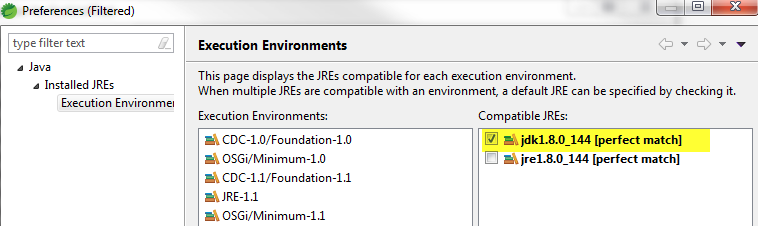 Preferences (Filtered)
type filter text
Execution Environments
Java
Installed JREs
Execution Environme
This page displays the JREs compatible for each execution environment.
When multiple JREs are compatible with an environment, a default JRE can be specified by checking it.
Execution Environments:
CDC-1.0/Foundation-1.0
OSGi/Minimum-1.0
CDC-1.1/Foundation-1.1
JRE-1.1
OSGi/Minimum-1.1
Compatible JREs:
jdk1.8.0_144 [perfect match]
jre1.8.0_144 [perfect match]